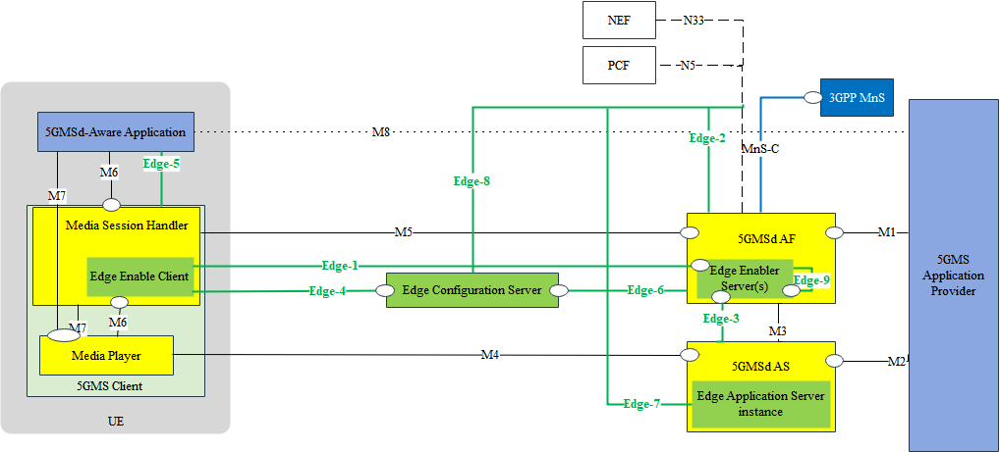 NEF
N33
PCF
N5
3GPP MnS
5GMSd-Aware Application
M8
Edge-2
MnS-C
Edge-5
M6
M7
Edge-8
Media Session Handler
M5
5GMSd AF
M1
Edge Enable Client
Edge-1
Edge-4
Edge Configuration Server
Edge-6
Edge Enabler
Server(s)
Edge-9
5GMS
Application
Provider
M7
M6
Edge-3
M3
Media Player
M4
5GMSd AS
M2
5GMS Client
Edge-7
Edge Application Server
instance
UE